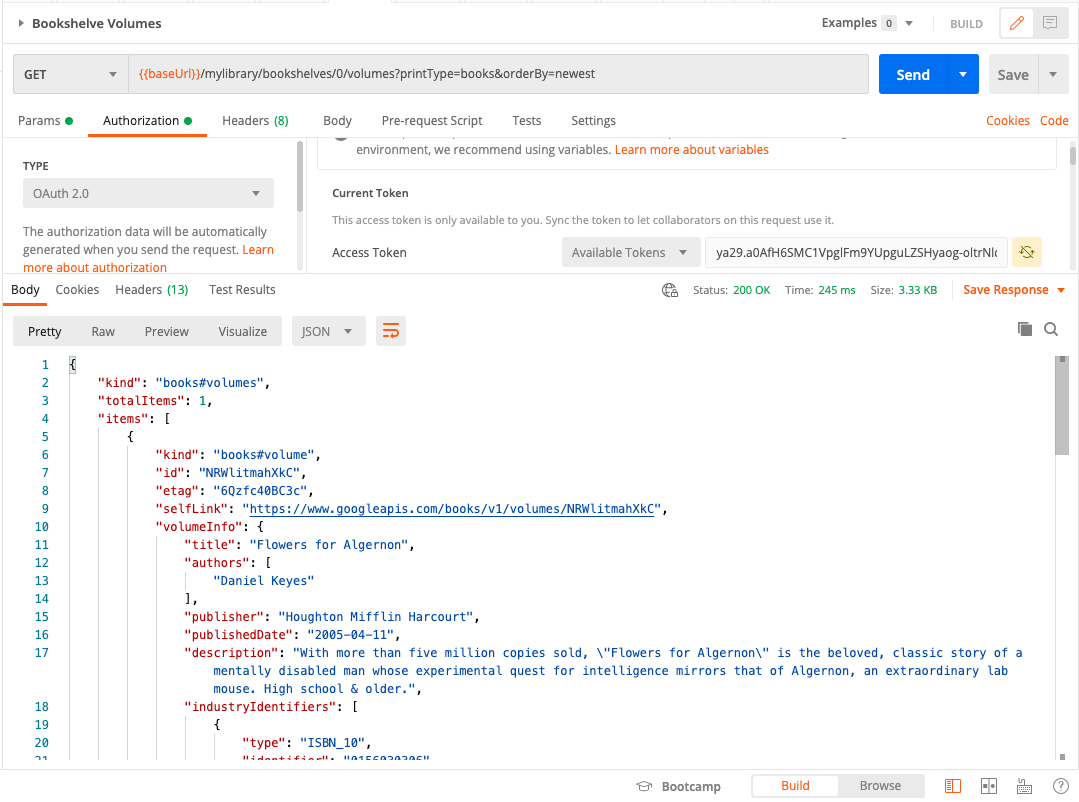 Bookshelve Volumes
Examples 0
BUILD
GET
{{baseUrl}}/mylibrary/bookshelves/0/volumes?printType=books&orderBy=newest
Send
Save
Params
Authorization
Headers (8)
Body
Pre-request Script
Tests
Settings
Cookies
Code
TYPE
OAuth 2.0
The authorization data will be automatically
generated when you send the request. Learn
more about authorization
environment, we recommend using variables. Learn more about variables
Current Token
This access token is only available to you. Sync the token to let collaborators on this request use it.
Access Token
Available Tokens
Body
Cookies
Headers (13)
Test Results
Status: 200 OK
Time: 245 ms
Size: 3.33 KB
Save Response
Pretty
Raw
Preview
Visualize
JSON
1 {
2 "kind": "books#volumes",
3 "totalItems": 1,
4 "items": [
5 {
6 "kind": "books#volume",
7 "id": "NRWlitmahXkC",
8 "etag": "6Qzfc40BC3c",
9 "selfLink": "https://www.googleapis.com/books/v1/volumes/NRWlitmahXkC",
10 "volumeInfo": {
11 "title": "Flowers for Algernon",
12 "authors": [
13 "Daniel Keyes"
14 ],
15 "publisher": "Houghton Mifflin Harcourt",
16 "publishedDate": "2005-04-11",
17 "description": "With more than five million copies sold, \"Flowers for Algernon\" is the beloved, classic story of a
mentally disabled man whose experimental quest for intelligence mirrors that of Algernon, an extraordinary lab
mouse. High school & older.",
18 "industryIdentifiers": [
19 {
20 "type": "ISBN_10",
21 "identifier": "0156030306"
Bootcamp
Build
Browse